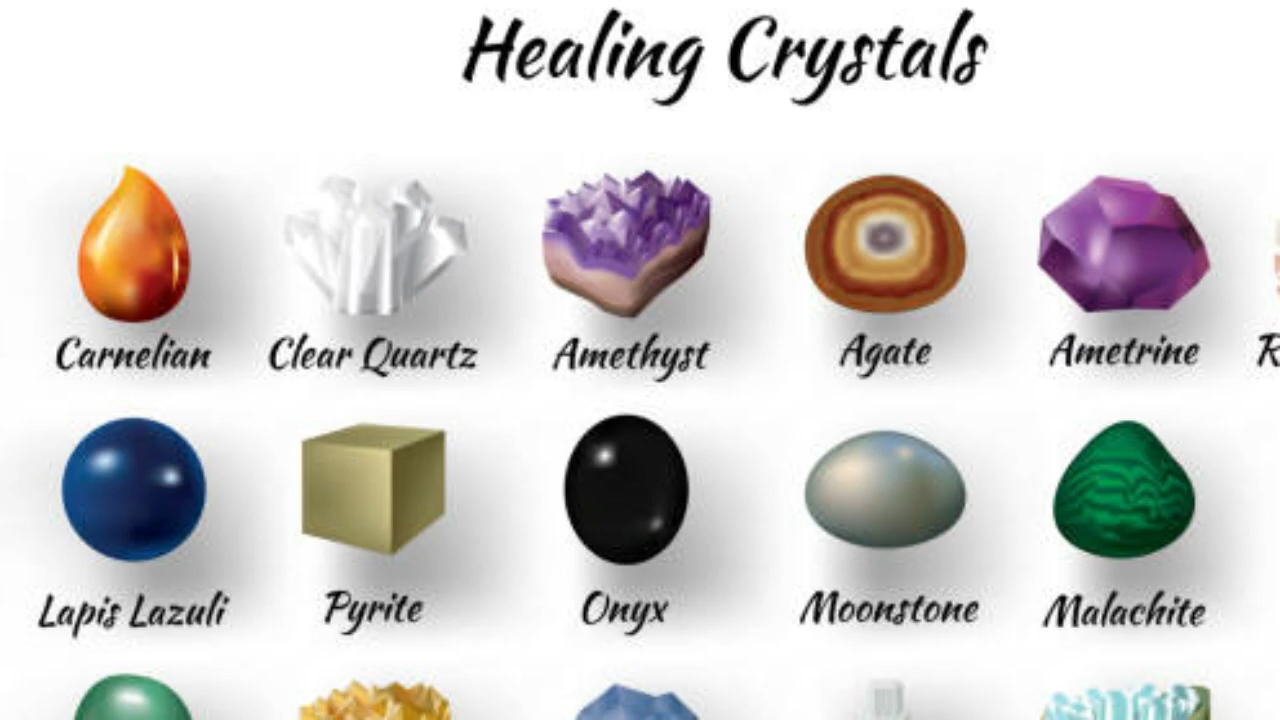 Healing Crystals
Carnelian Clear Quartz Amethyst Agate Ametrine
Lapis Lazuli Pyrite Onyx Moonstone Malachite